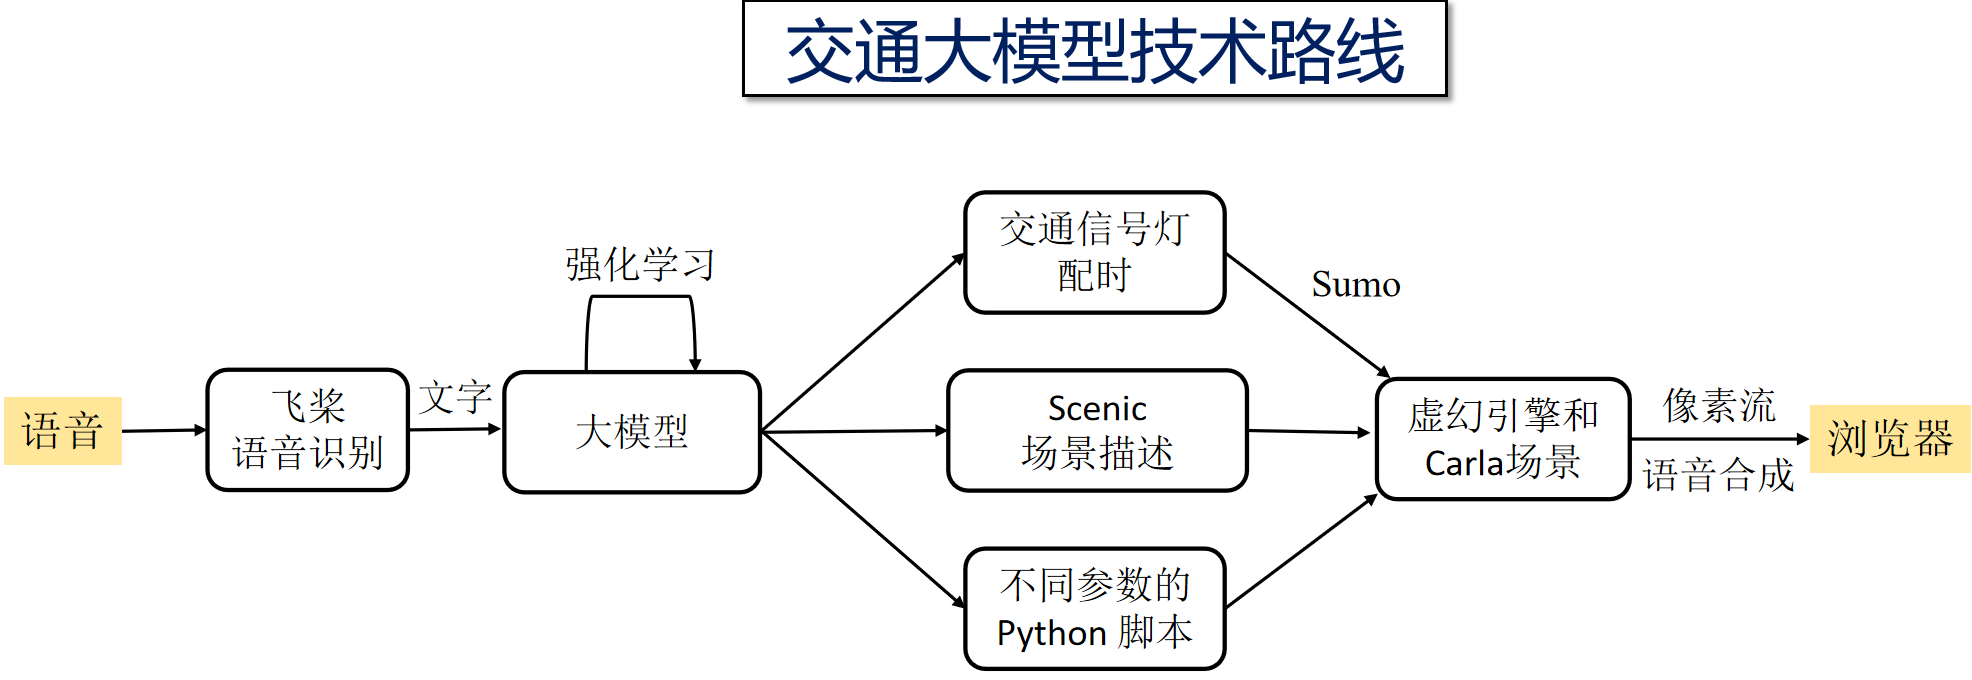 交通大模型技术路线
语音
飞桨
语音识别
文字
强化学习
大模型
交通信号灯
配时
Scenic
场景描述
不同参数的
Python 脚本
Sumo
虚幻引擎和
Carla场景
像素流
语音合成
浏览器